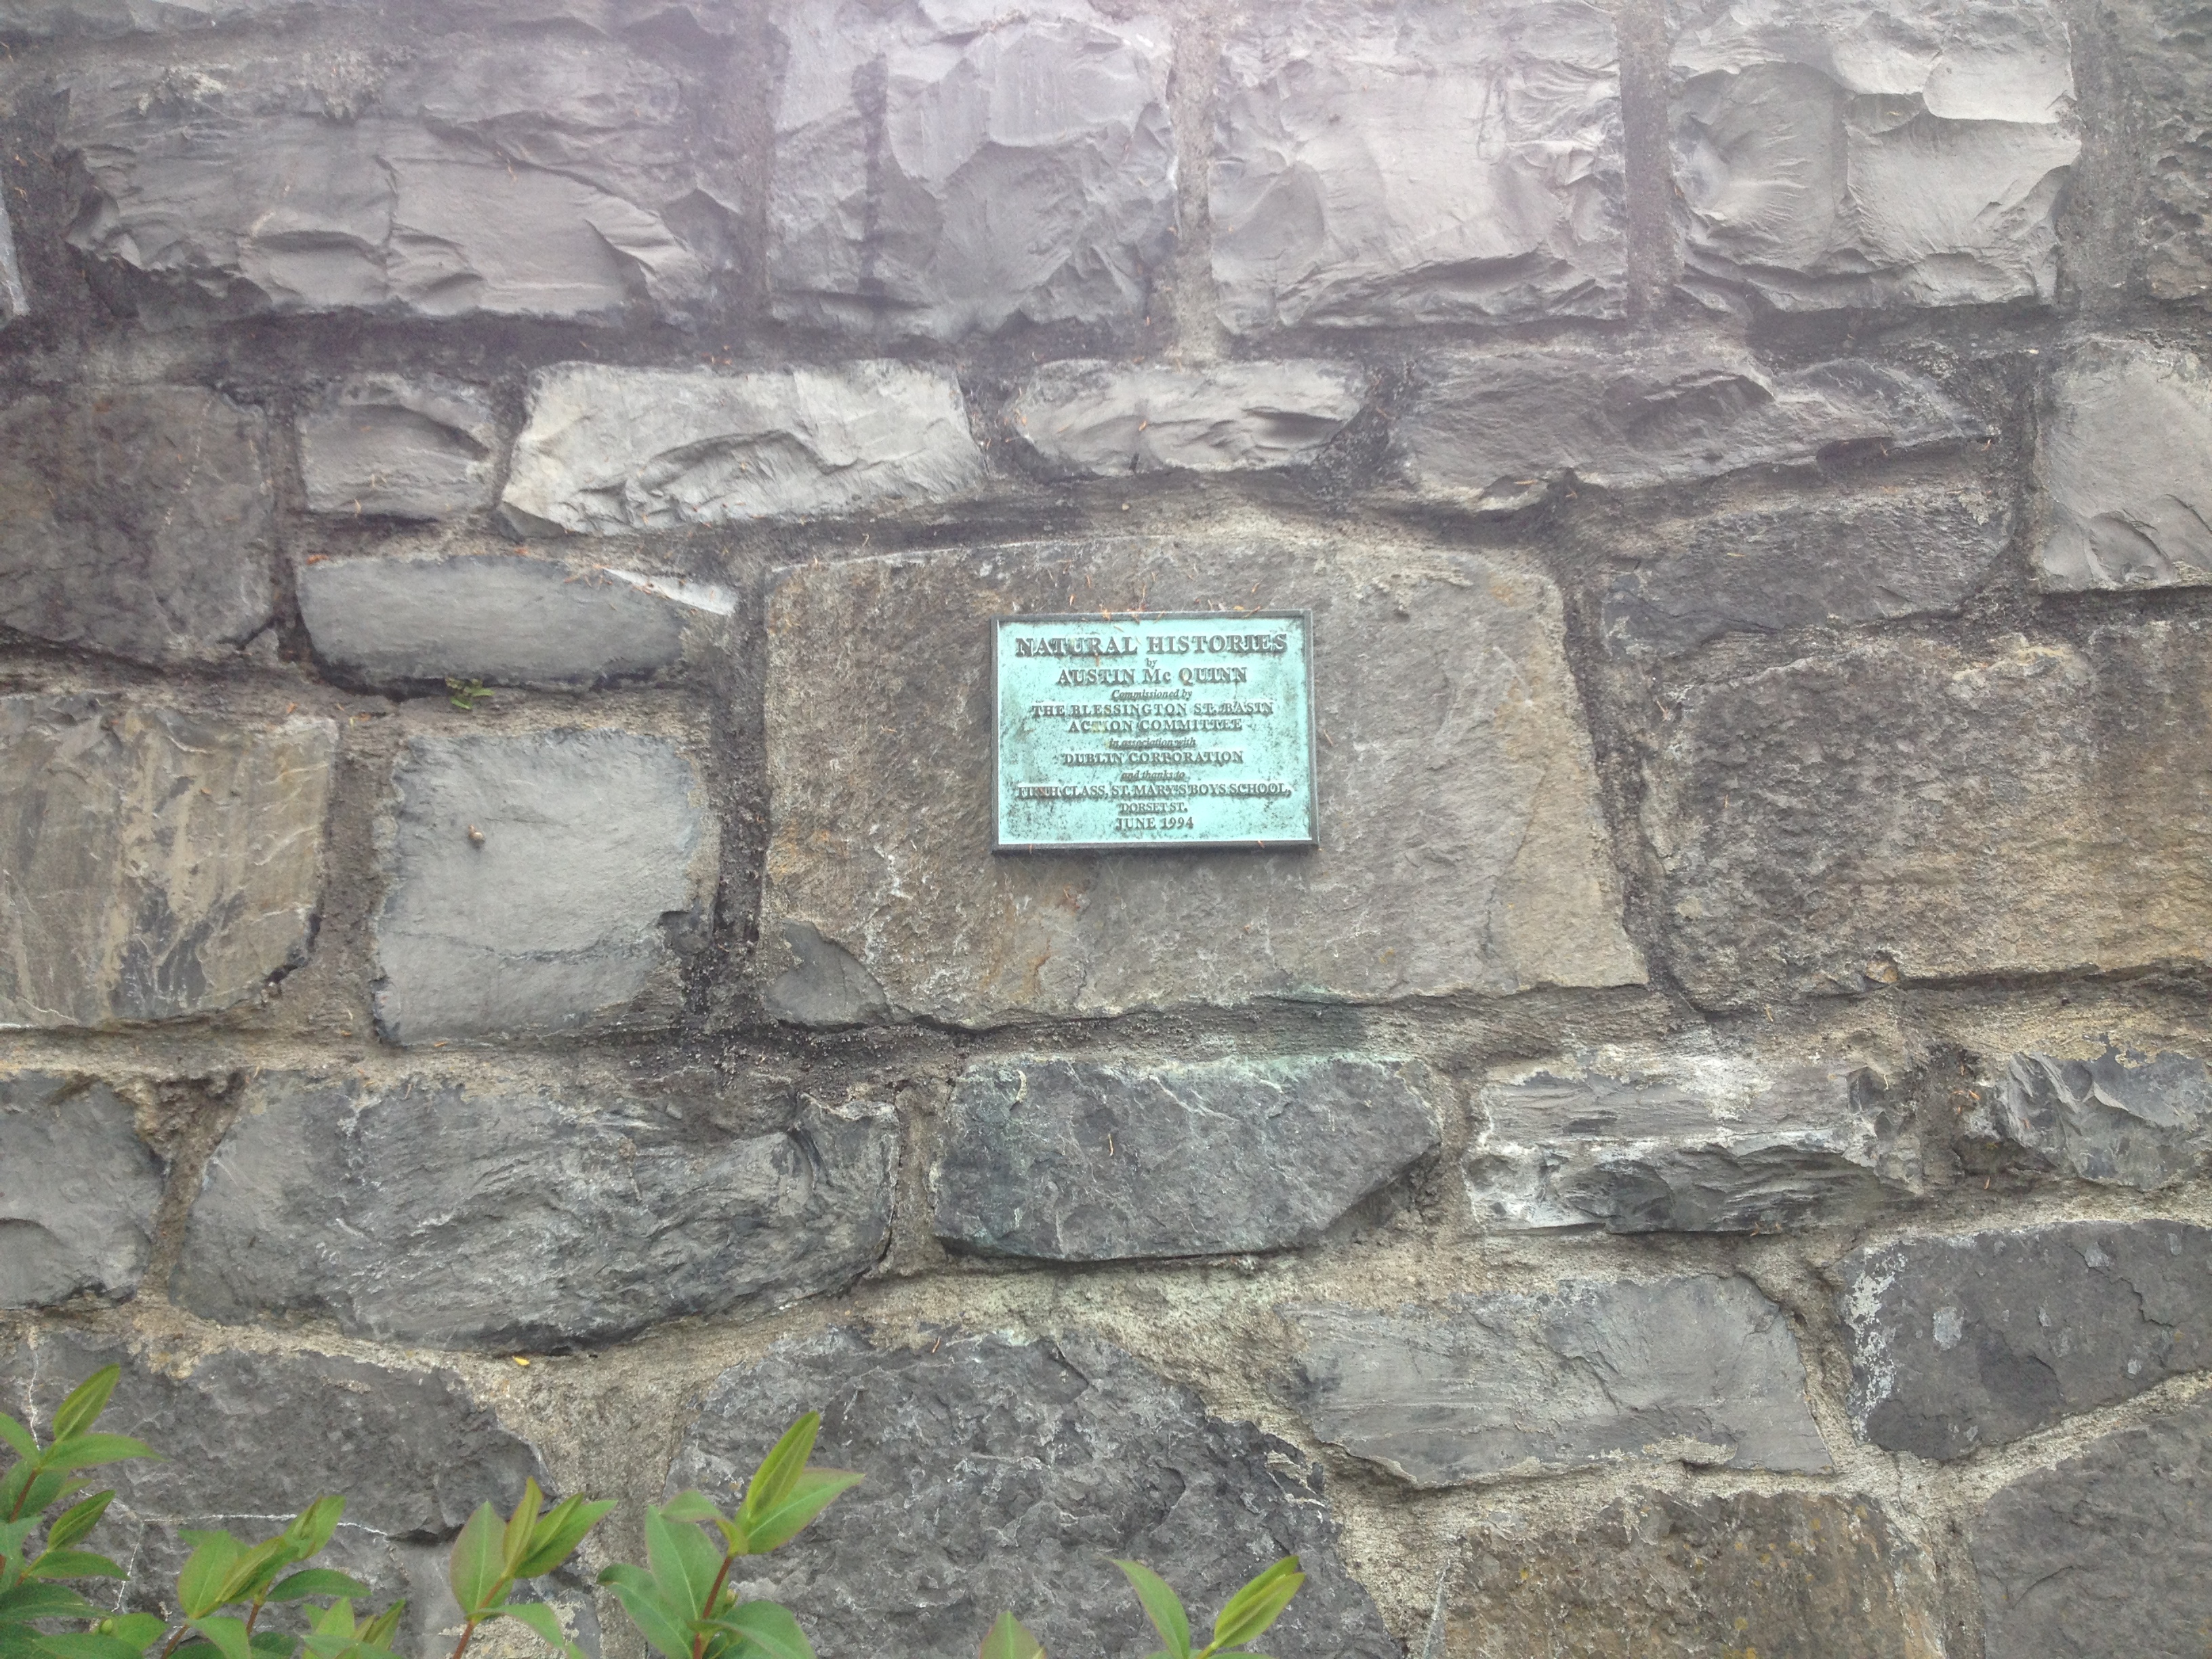 NATURAL HISTORIES
by
AUSTIN Mc QUINN
Commissioned by
THE BLESSINGTON ST. BASIN
ACTION COMMITTEE
in association with
DUBLIN CORPORATION
and thanks to
FIFTH CLASS, ST. MARY'S BOYS SCHOOL,
DORSET ST.
JUNE 1994